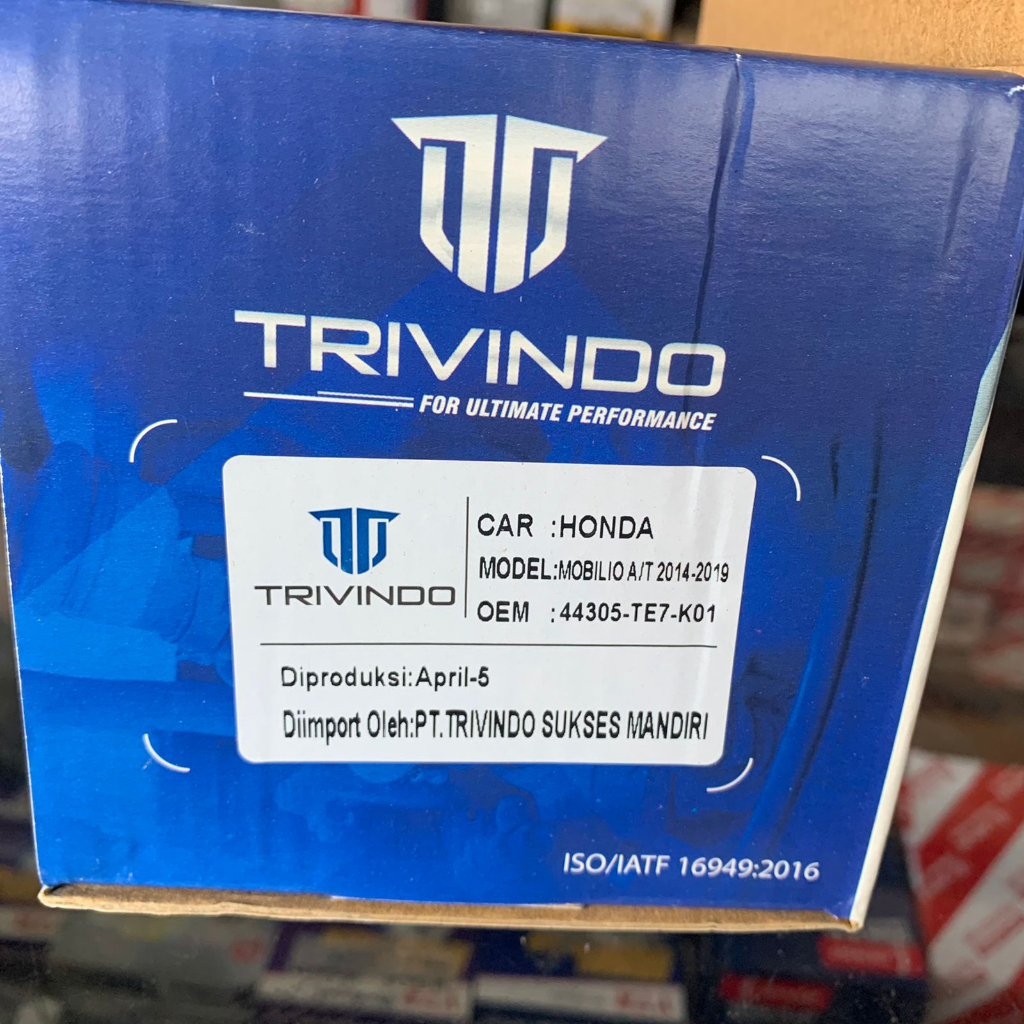 TRIVINDO
FOR ULTIMATE PERFORMANCE
TRIVINDO
CAR :HONDA
MODEL:MOBILIO A/T 2014-2019
OEM :44305-TE7-K01
Diproduksi:April-5
Diimport Oleh:PT.TRIVINDO SUKSES MANDIRI
ISO/IATF 16949:2016